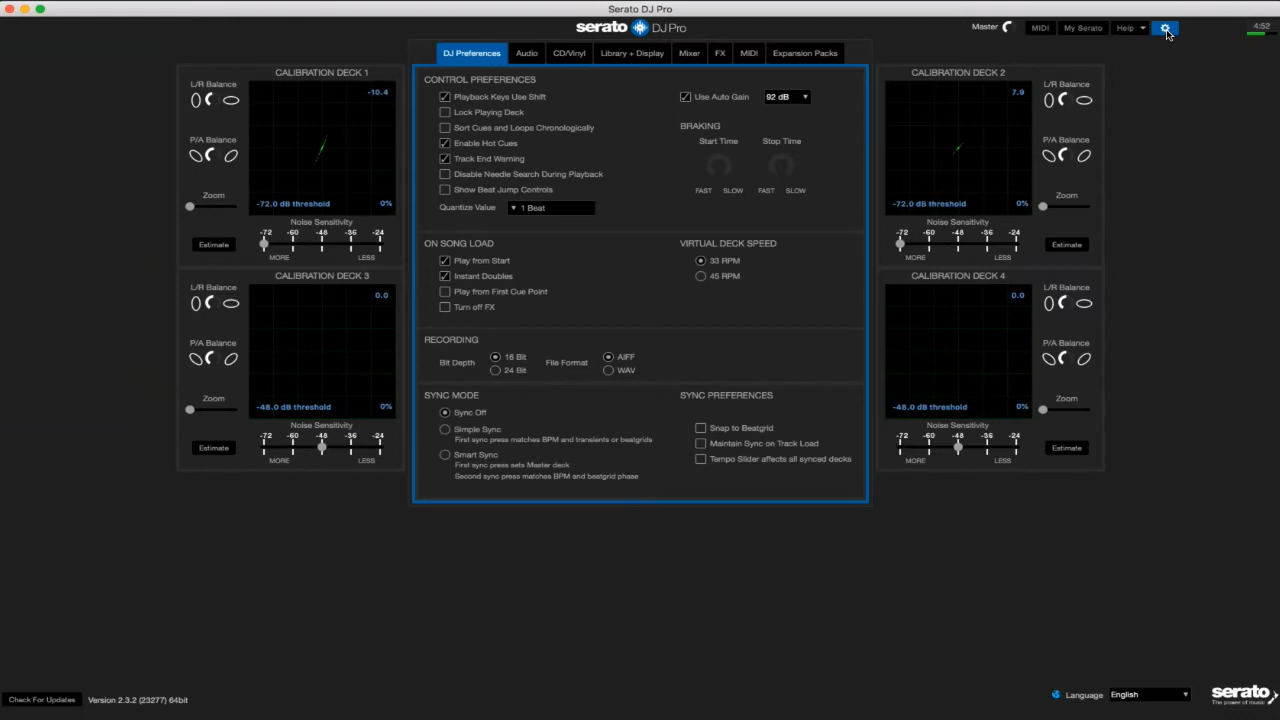 Serato DJ Pro
serato DJ Pro
Master MIDI My Serato Help 4:52
DJ Preferences Audio CD/Vinyl Library + Display Mixer FX MIDI Expansion Packs
CALIBRATION DECK 1
L/R Balance
-10.4
P/A Balance
Zoom
-72.0 dB threshold 0%
Noise Sensitivity
-72 -60 -48 -36 -24
Estimate
MORE LESS
CALIBRATION DECK 3
L/R Balance
0.0
P/A Balance
Zoom
-48.0 dB threshold 0%
Noise Sensitivity
-72 -60 -48 -36 -24
Estimate
MORE LESS
CONTROL PREFERENCES
Playback Keys Use Shift
Lock Playing Deck
Sort Cues and Loops Chronologically
Enable Hot Cues
Track End Warning
Disable Needle Search During Playback
Show Beat Jump Controls
Quantize Value 1 Beat
Use Auto Gain 92 dB
BRAKING
Start Time Stop Time
FAST SLOW FAST SLOW
ON SONG LOAD
Play from Start
Instant Doubles
Play from First Cue Point
Turn off FX
VIRTUAL DECK SPEED
33 RPM
45 RPM
RECORDING
Bit Depth 16 Bit File Format AIFF
24 Bit WAV
SYNC MODE
Sync Off
Simple Sync
First sync press matches BPM and transients or beatgrids
Smart Sync
First sync press sets Master deck
Second sync press matches BPM and beatgrid phase
SYNC PREFERENCES
Snap to Beatgrid
Maintain Sync on Track Load
Tempo Slider affects all synced decks
CALIBRATION DECK 2
7.9
L/R Balance
P/A Balance
Zoom
-72.0 dB threshold 0%
Noise Sensitivity
-72 -60 -48 -36 -24
Estimate
MORE LESS
CALIBRATION DECK 4
0.0
L/R Balance
P/A Balance
Zoom
-48.0 dB threshold 0%
Noise Sensitivity
-72 -60 -48 -36 -24
Estimate
MORE LESS
Check For Updates Version 2.3.2 (23277) 64bit
Language English
serato
The power of music.